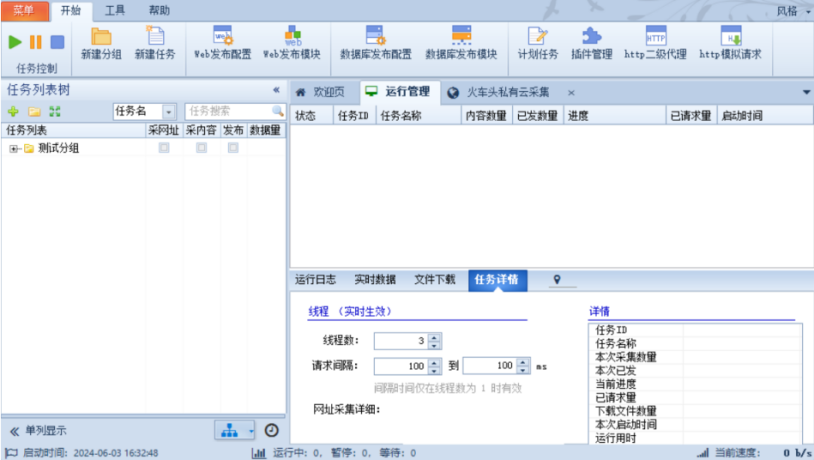 菜单 开始 工具 帮助 风格
新建分组 新建任务 Web发布配置 Web发布模块 数据库发布配置 数据库发布模块 计划任务 插件管理 http二级代理 http模拟请求
任务控制
任务列表树 «
欢迎页 运行管理 火车头私有云采集 ×
任务名 任务搜索
状态 任务ID 任务名称 内容数量 已发数量 进度 已请求量 启动时间
任务列表 采网址 采内容 发布 数据量
测试分组
运行日志 实时数据 文件下载 任务详情
线程 (实时生效)
线程数: 3
请求间隔: 100 到 100 ms
间隔时间仅在线程数为 1 时有效
网址采集详细:
详情
任务ID
任务名称
本次采集数量
本次已发
当前进度
已请求量
下载文件数量
本次启动时间
运行用时
« 单列显示
启动时间: 2024-06-03 16:32:48 运行中: 0, 暂停: 0, 等待: 0 当前速度: 0 b/s